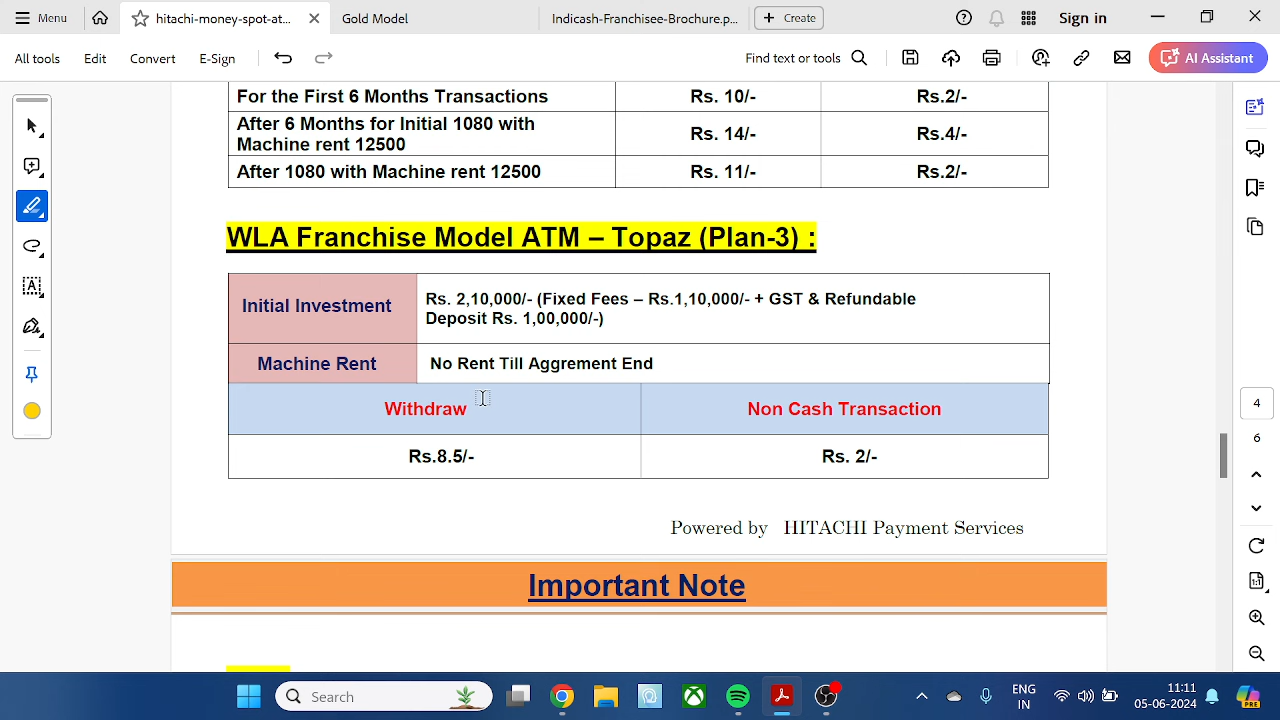 Menu
hitachi-money-spot-at...
Gold Model
Indicash-Franchisee-Brochure.p...
Create
Sign in
All tools
Edit
Convert
E-Sign
Find text or tools
AI Assistant
For the First 6 Months Transactions Rs. 10/- Rs.2/-
After 6 Months for Initial 1080 with
Machine rent 12500
Rs. 14/- Rs.4/-
After 1080 with Machine rent 12500 Rs. 11/- Rs.2/-
WLA Franchise Model ATM – Topaz (Plan-3) :
Initial Investment
Rs. 2,10,000/- (Fixed Fees – Rs.1,10,000/- + GST & Refundable
Deposit Rs. 1,00,000/-)
Machine Rent No Rent Till Aggrement End
Withdraw Non Cash Transaction
Rs.8.5/- Rs. 2/-
Powered by HITACHI Payment Services
Important Note
4
6
1:1
Search
ENG
IN
11:11
05-06-2024
PRE